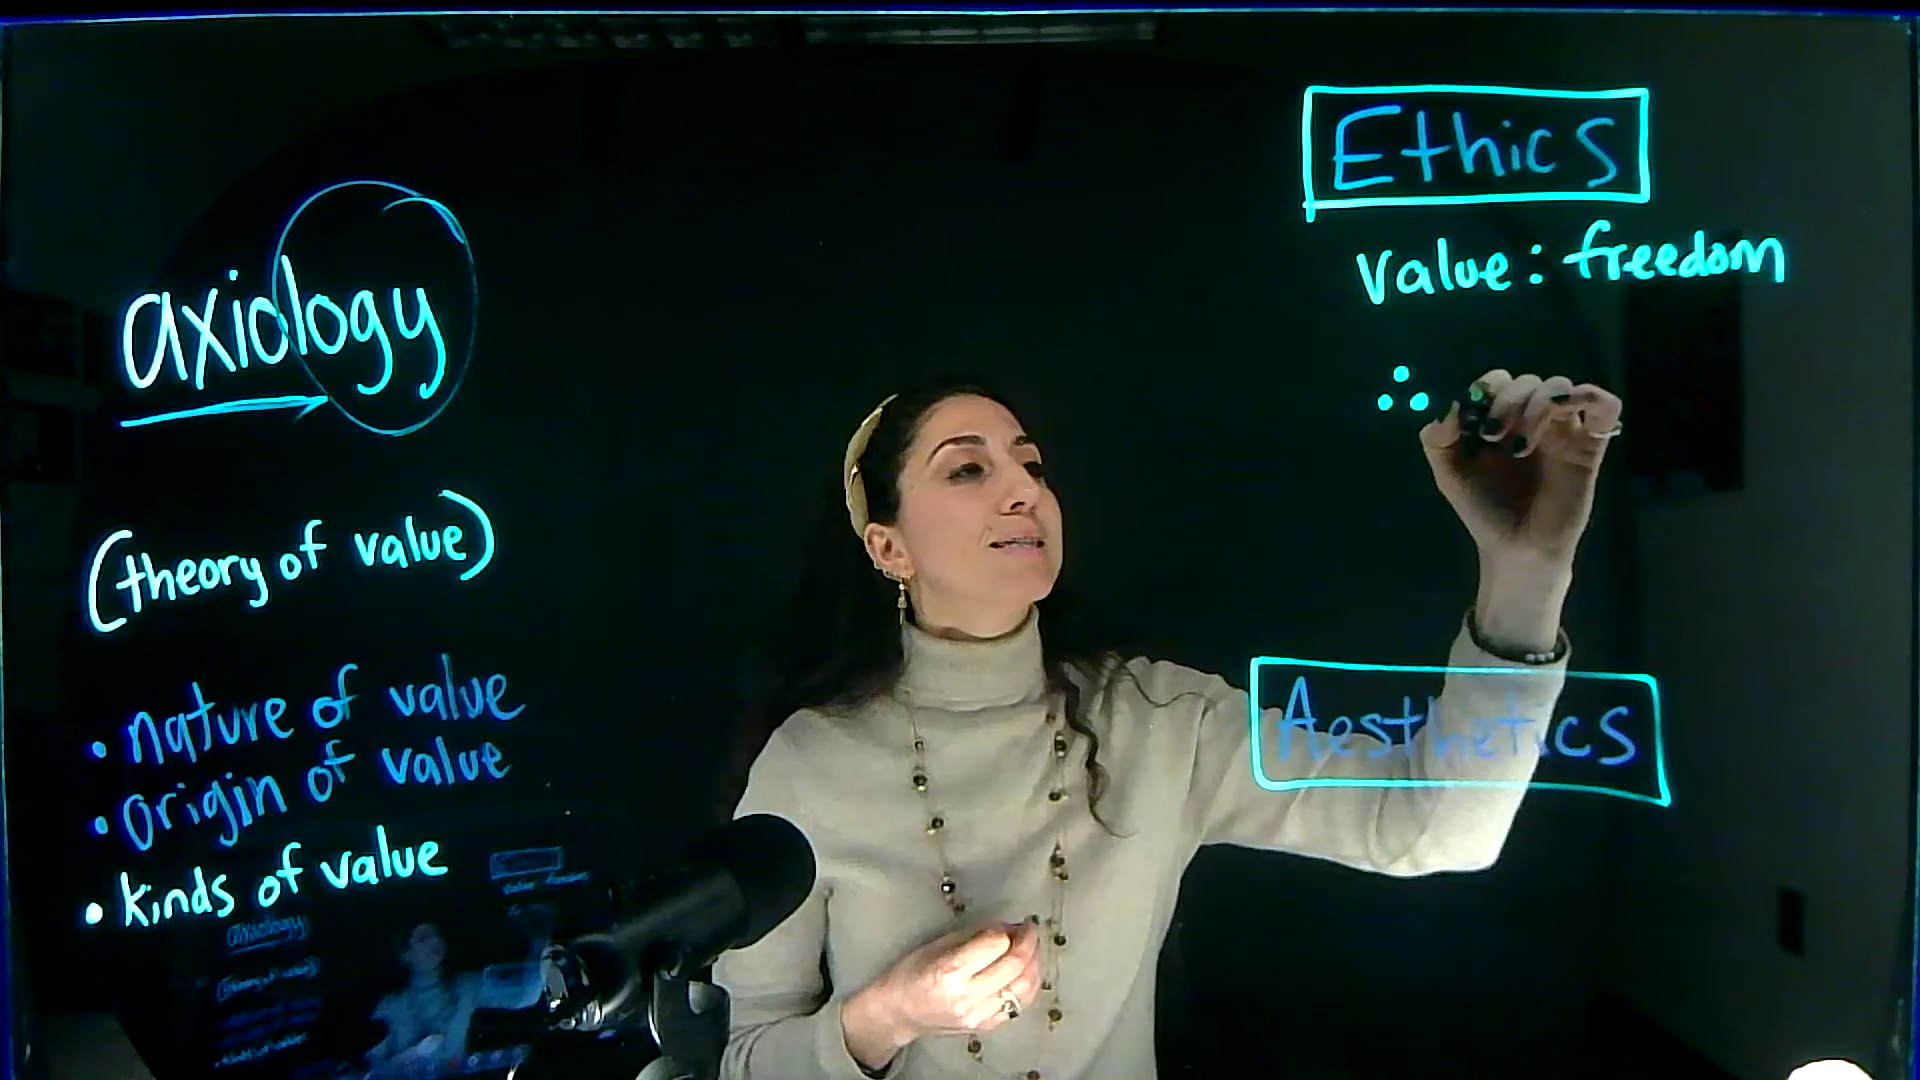 axiology
(theory of value)
• nature of value
• origin of value
• kinds of value
Ethics
Value: freedom
∴
Aesthetics